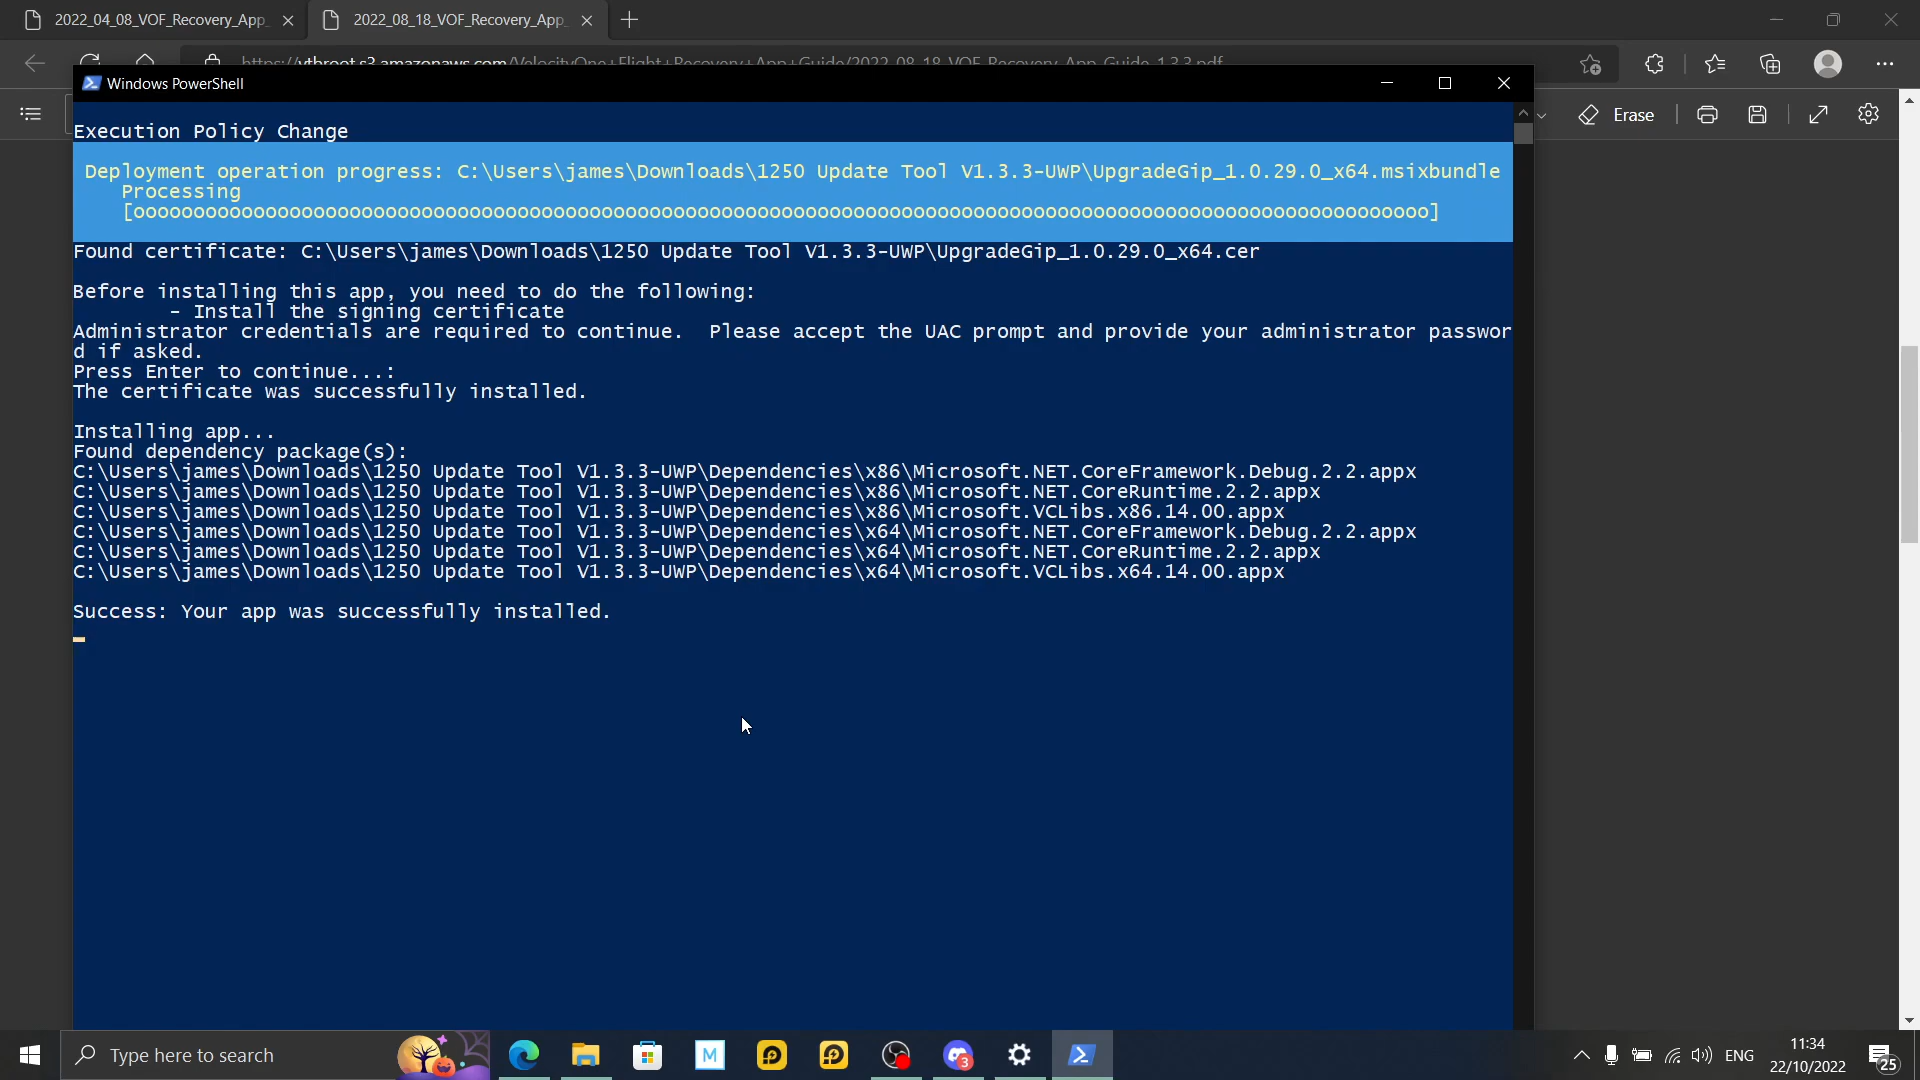 2022_04_08_VOF_Recovery_App_
2022_08_18_VOF_Recovery_App_
https://vtbroot.s3.amazonaws.com/VelocityOne+Flight+Recovery+App+Guide/2022_08_18_VOF_Recovery_App_Guide_1.3.3.pdf
Windows PowerShell
Erase
Execution Policy Change
Deployment operation progress: C:\Users\james\Downloads\1250 Update Tool V1.3.3-UWP\UpgradeGip_1.0.29.0_x64.msixbundle
Processing
[oooooooooooooooooooooooooooooooooooooooooooooooooooooooooooooooooooooooooooooooooooooooooooooooooooooooooooo]
Found certificate: C:\Users\james\Downloads\1250 Update Tool V1.3.3-UWP\UpgradeGip_1.0.29.0_x64.cer
Before installing this app, you need to do the following:
- Install the signing certificate
Administrator credentials are required to continue.  Please accept the UAC prompt and provide your administrator passwor
d if asked.
Press Enter to continue...:
The certificate was successfully installed.
Installing app...
Found dependency package(s):
C:\Users\james\Downloads\1250 Update Tool V1.3.3-UWP\Dependencies\x86\Microsoft.NET.CoreFramework.Debug.2.2.appx
C:\Users\james\Downloads\1250 Update Tool V1.3.3-UWP\Dependencies\x86\Microsoft.NET.CoreRuntime.2.2.appx
C:\Users\james\Downloads\1250 Update Tool V1.3.3-UWP\Dependencies\x86\Microsoft.VCLibs.x86.14.00.appx
C:\Users\james\Downloads\1250 Update Tool V1.3.3-UWP\Dependencies\x64\Microsoft.NET.CoreFramework.Debug.2.2.appx
C:\Users\james\Downloads\1250 Update Tool V1.3.3-UWP\Dependencies\x64\Microsoft.NET.CoreRuntime.2.2.appx
C:\Users\james\Downloads\1250 Update Tool V1.3.3-UWP\Dependencies\x64\Microsoft.VCLibs.x64.14.00.appx
Success: Your app was successfully installed.
Type here to search
M
3
ENG
11:34
22/10/2022
25